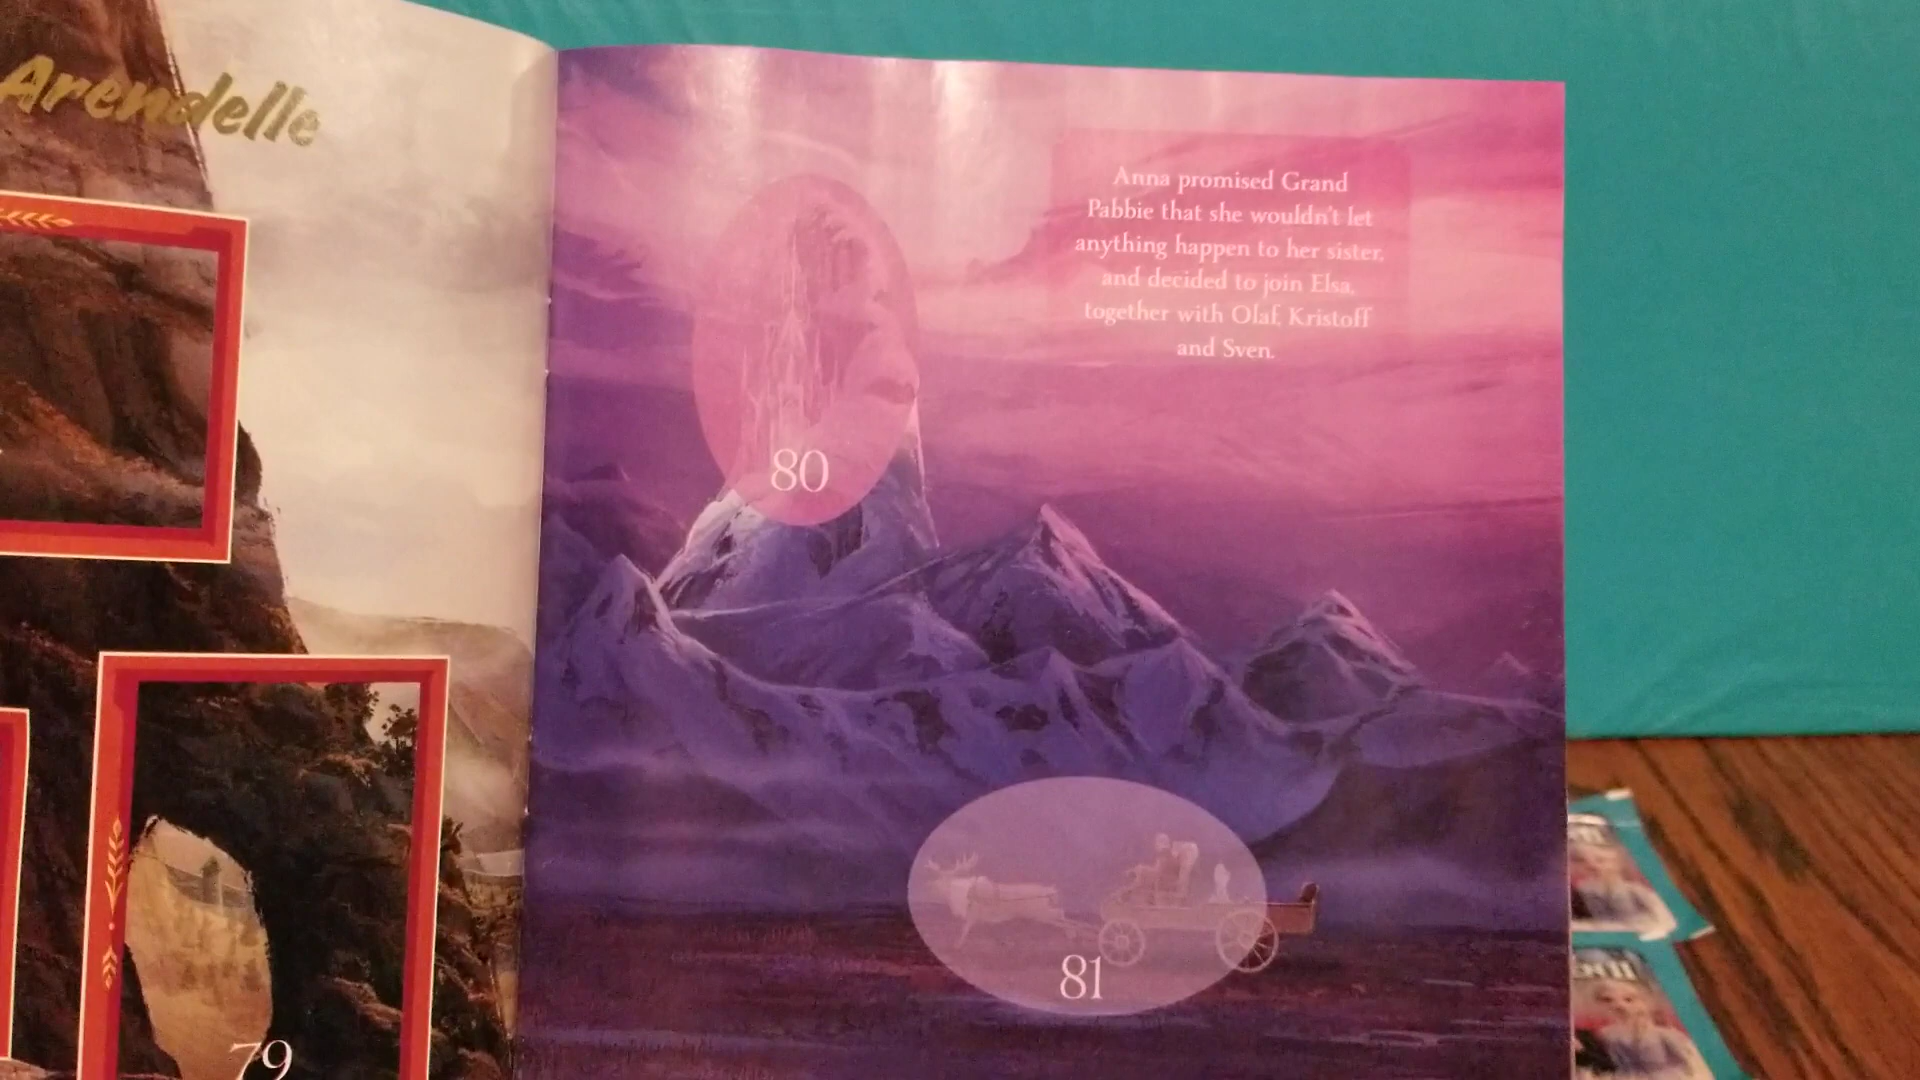 Arendelle
79
Anna promised Grand
Pabbie that she wouldn't let
anything happen to her sister,
and decided to join Elsa,
together with Olaf, Kristoff
and Sven.
80
81